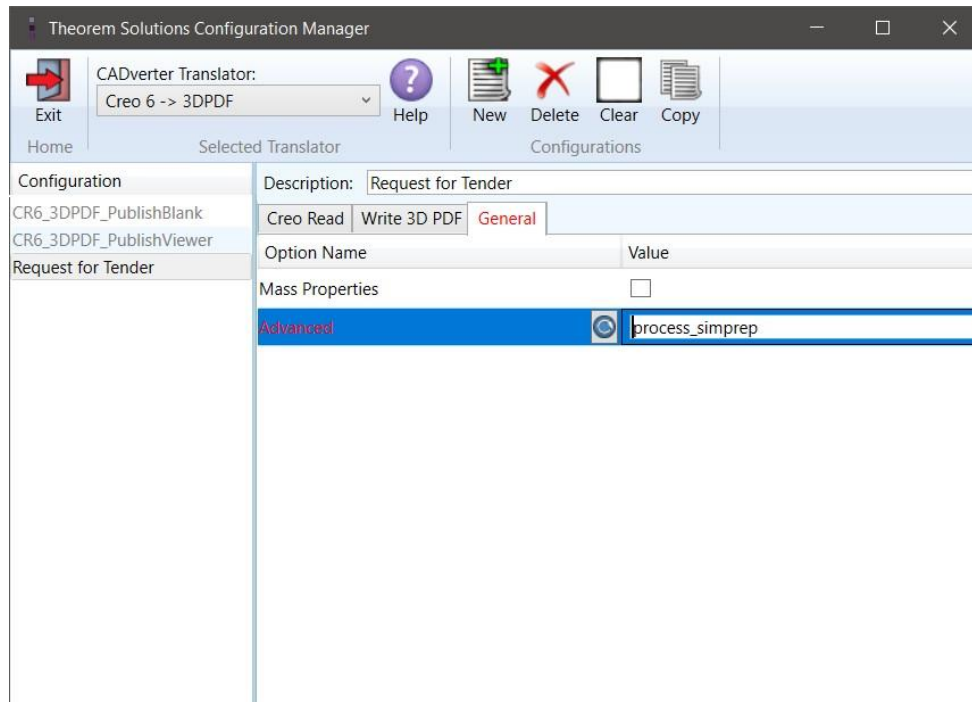 Theorem Solutions Configuration Manager
CADverter Translator:
Creo 6 -> 3DPDF
Exit
Help
New
Delete
Clear
Copy
Home
Selected Translator
Configurations
Configuration
Description:
Request for Tender
CR6_3DPDF_PublishBlank
Creo Read
Write 3D PDF
General
CR6_3DPDF_PublishViewer
Option Name
Value
Request for Tender
Mass Properties
Advanced
process_simprep